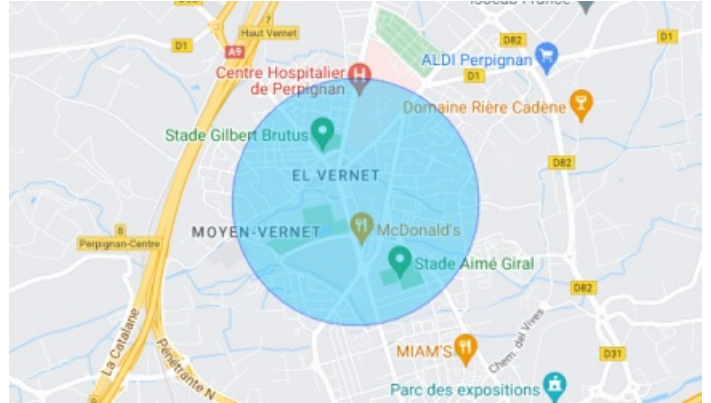 7
Haut Vernet
D1
A9
D82
D1
ALDI Perpignan
Centre Hospitalier
de Perpignan
D1
Domaine Rière Cadène
Stade Gilbert Brutus
D82
EL VERNET
MOYEN-VERNET
McDonald's
6
Perpignan-Centre
Stade Aimé Giral
D82
La Catalane
Pénétrante N
Chem. del Vives
MIAM'S
D31
Parc des expositions